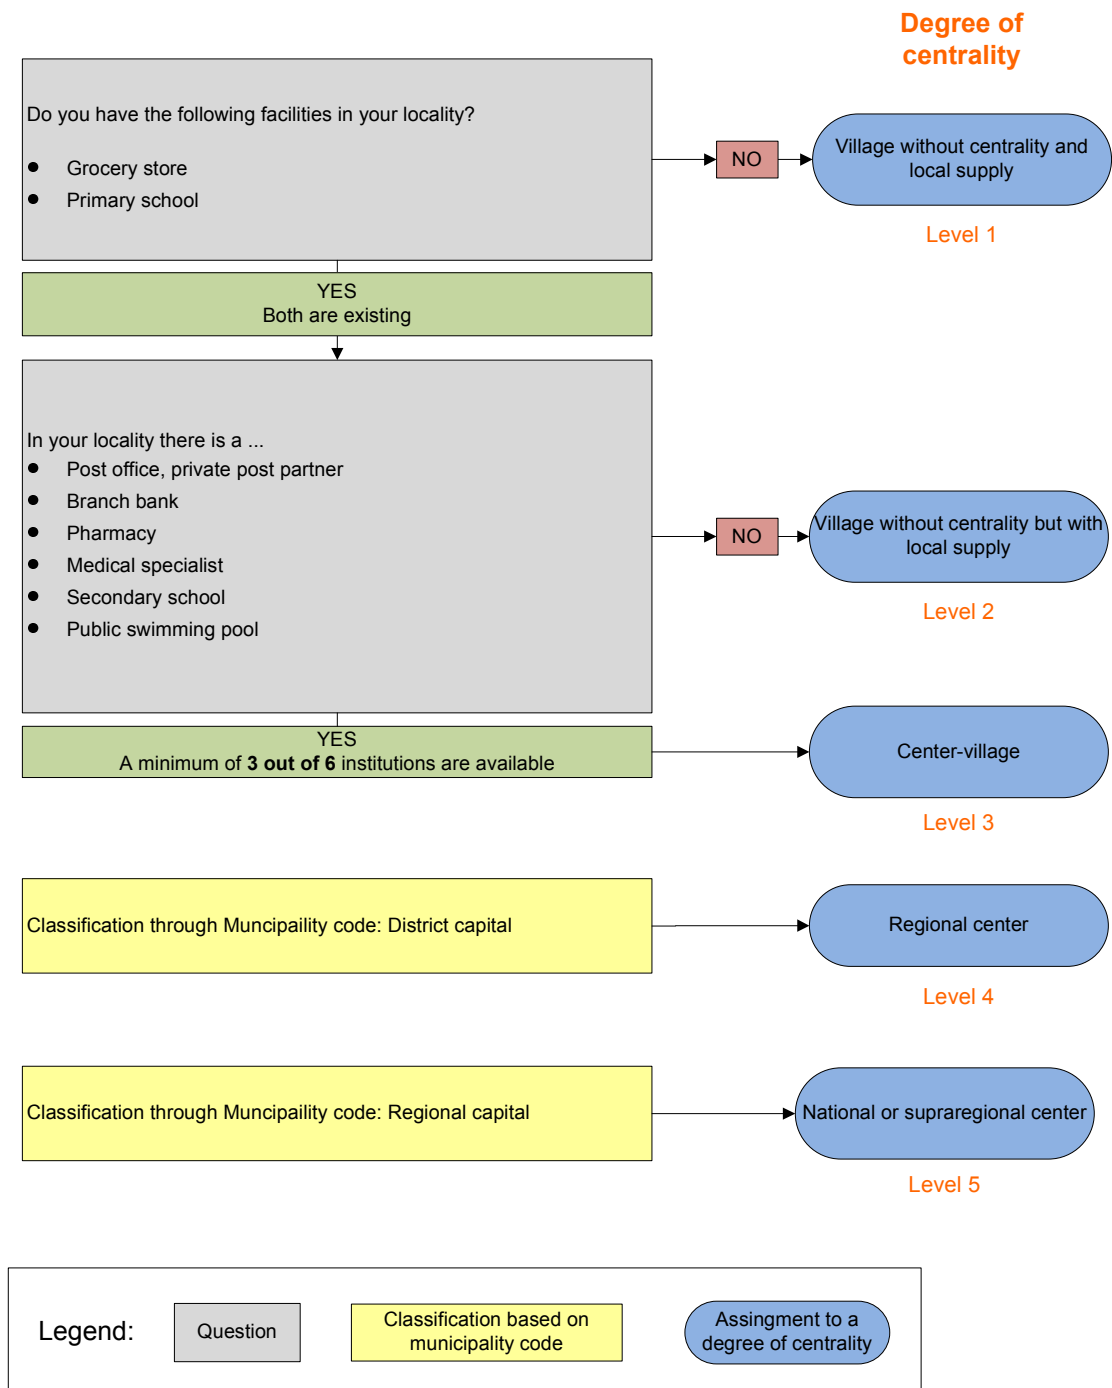 Degree of
centrality
Do you have the following facilities in your locality?
● Grocery store
● Primary school
NO
Village without centrality and
local supply
Level 1
YES
Both are existing
In your locality there is a ...
● Post office, private post partner
● Branch bank
● Pharmacy
● Medical specialist
● Secondary school
● Public swimming pool
NO
Village without centrality but with
local supply
Level 2
YES
A minimum of 3 out of 6 institutions are available
Center-village
Level 3
Classification through Muncipaility code: District capital
Regional center
Level 4
Classification through Muncipaility code: Regional capital
National or supraregional center
Level 5
Legend:
Question
Classification based on
municipality code
Assingment to a
degree of centrality